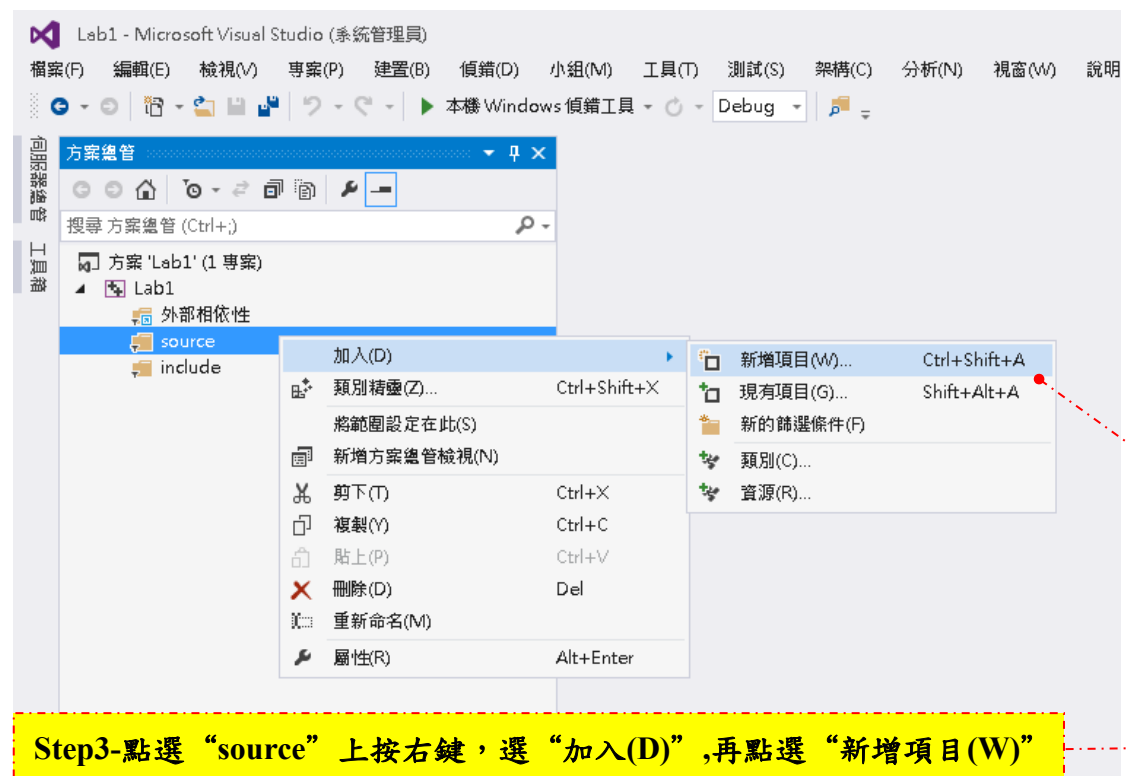 Lab1 - Microsoft Visual Studio (系統管理員)
檔案(F) 編輯(E) 檢視(V) 專案(P) 建置(B) 偵錯(D) 小組(M) 工具(T) 測試(S) 架構(C) 分析(N) 視窗(W) 說明
本機 Windows 偵錯工具 Debug
伺服器總管
工具箱
方案總管
搜尋 方案總管 (Ctrl+;)
方案 'Lab1' (1 專案)
Lab1
外部相依性
source
include
加入(D)
類別精靈(Z)... Ctrl+Shift+X
將範圍設定在此(S)
新增方案總管檢視(N)
剪下(T) Ctrl+X
複製(Y) Ctrl+C
貼上(P) Ctrl+V
刪除(D) Del
重新命名(M)
屬性(R) Alt+Enter
新增項目(W)... Ctrl+Shift+A
現有項目(G)... Shift+Alt+A
新的篩選條件(F)
類別(C)...
資源(R)...
Step3-點選“source”上按右鍵，選“加入(D)”,再點選“新增項目(W)”